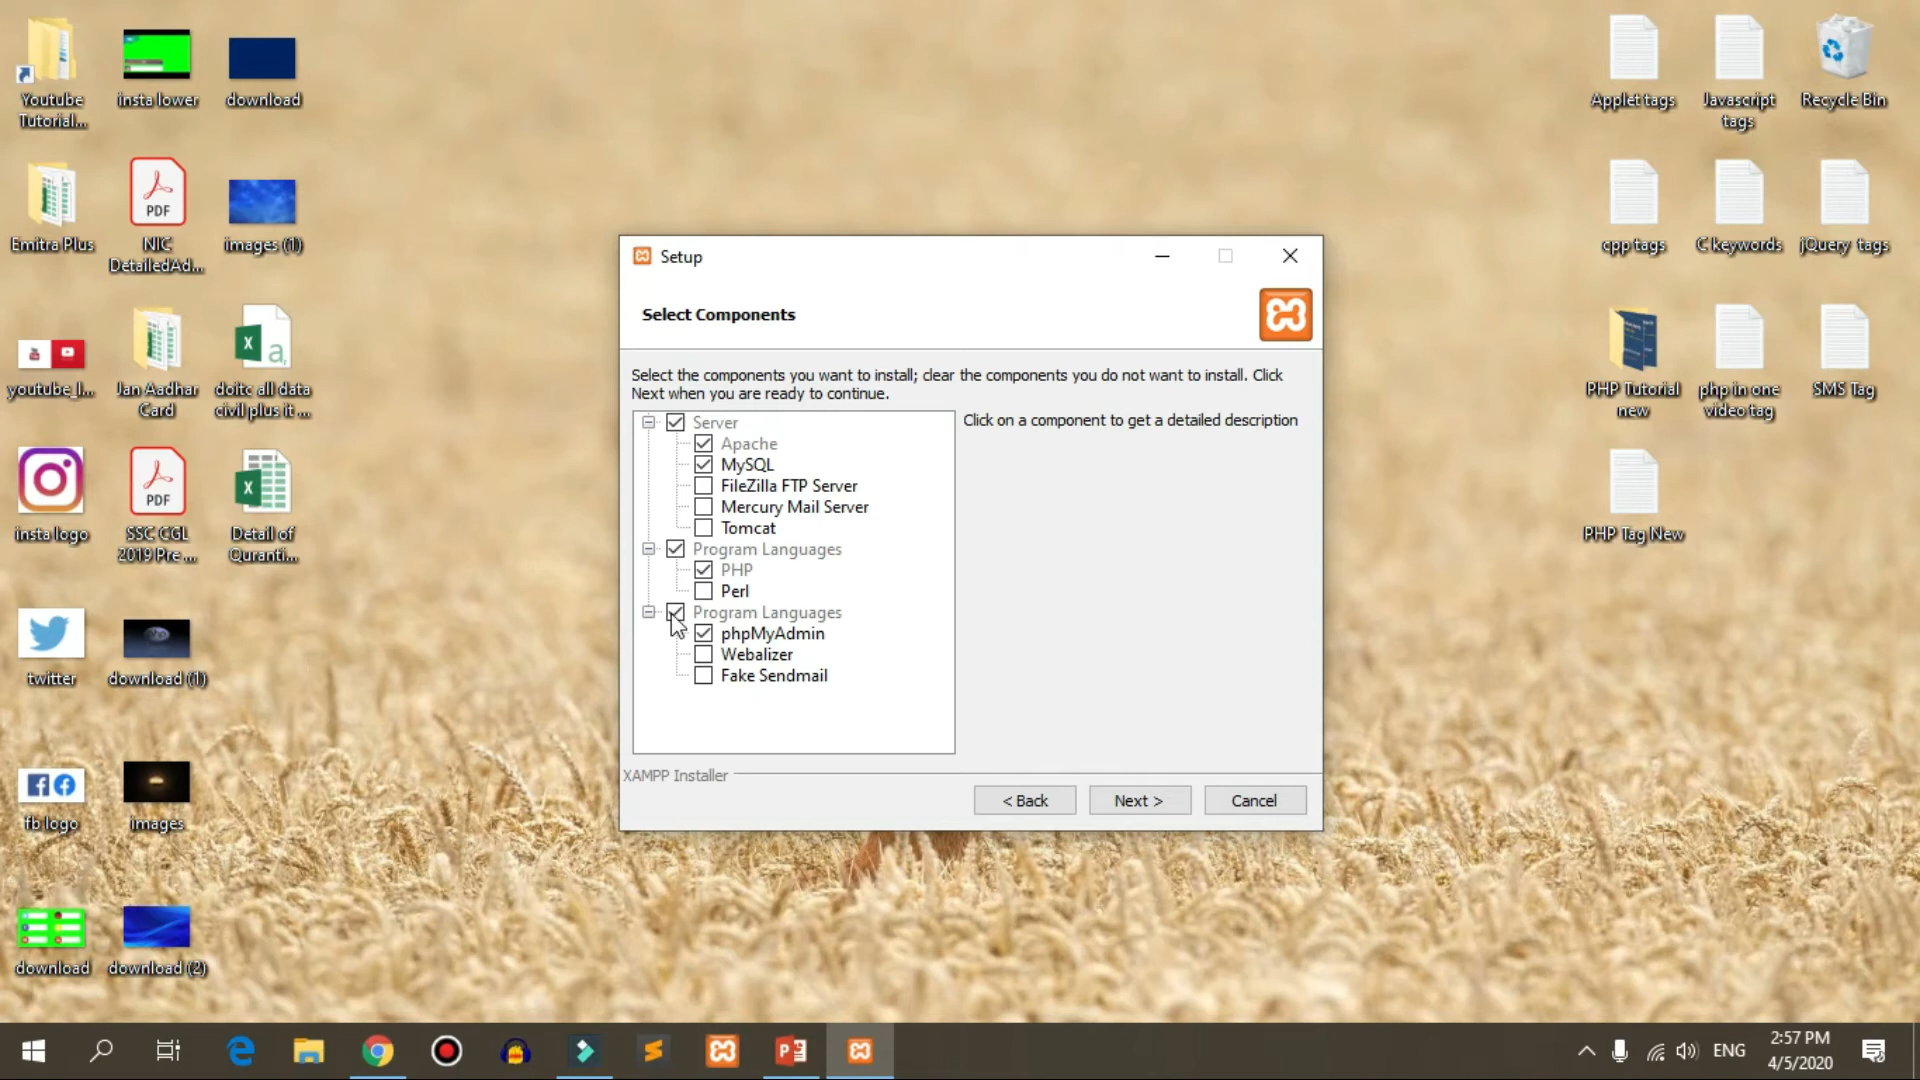 Youtube
Tutorial...
insta lower
download
Emitra Plus
PDF
NIC
DetailedAd...
images (1)
youtube_l...
Jan Aadhar
Card
doitc all data
civil plus it ...
insta logo
PDF
SSC CGL
2019 Pre ...
Detail of
Quranti...
twitter
download (1)
fb logo
images
download
download (2)
Setup
Select Components
Select the components you want to install; clear the components you do not want to install. Click
Next when you are ready to continue.
Server
Apache
MySQL
FileZilla FTP Server
Mercury Mail Server
Tomcat
Program Languages
PHP
Perl
Program Languages
phpMyAdmin
Webalizer
Fake Sendmail
Click on a component to get a detailed description
XAMPP Installer
< Back
Next >
Cancel
Applet tags
Javascript
tags
Recycle Bin
cpp tags
C keywords
jQuery tags
PHP Tutorial
new
php in one
video tag
SMS Tag
PHP Tag New
ENG
2:57 PM
4/5/2020